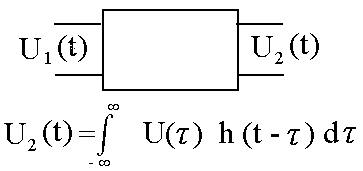 U₁(t) U₂(t)
U₂(t) = ∫_{-∞}^{∞} U(τ) h(t - τ) dτ